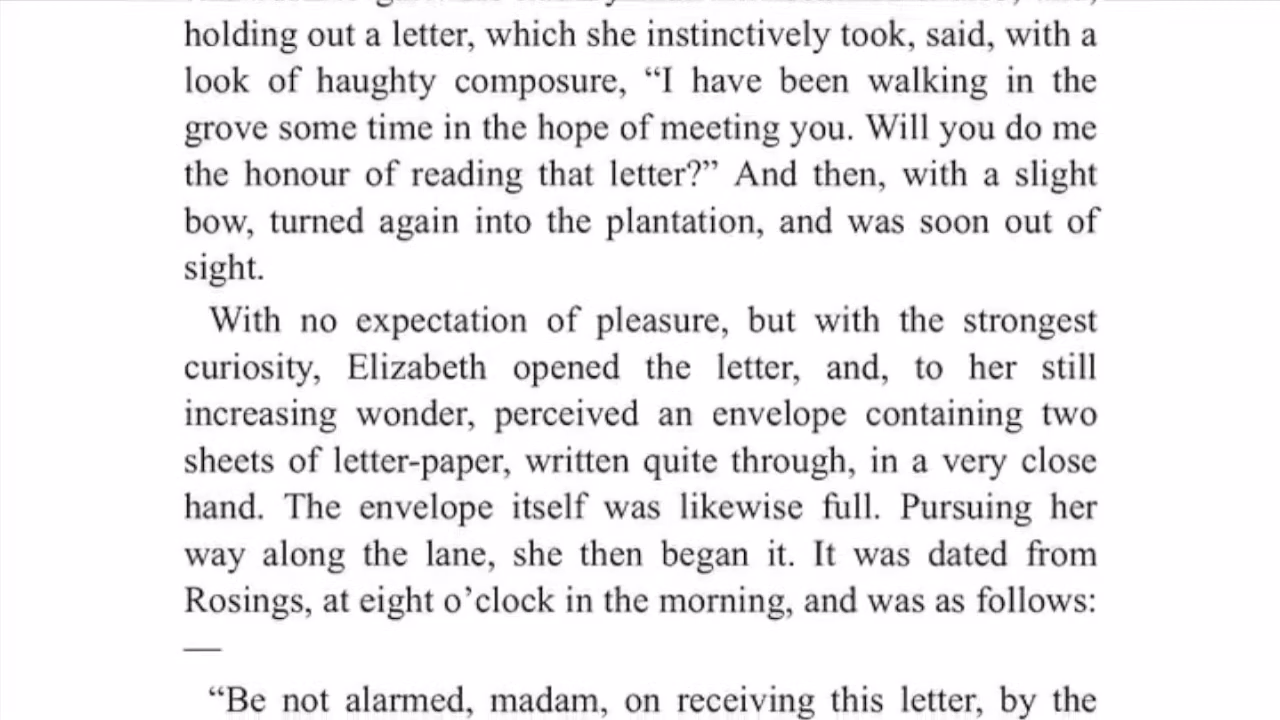 holding out a letter, which she instinctively took, said, with a
look of haughty composure, “I have been walking in the
grove some time in the hope of meeting you. Will you do me
the honour of reading that letter?” And then, with a slight
bow, turned again into the plantation, and was soon out of
sight.
With no expectation of pleasure, but with the strongest
curiosity, Elizabeth opened the letter, and, to her still
increasing wonder, perceived an envelope containing two
sheets of letter-paper, written quite through, in a very close
hand. The envelope itself was likewise full. Pursuing her
way along the lane, she then began it. It was dated from
Rosings, at eight o’clock in the morning, and was as follows:
—
“Be not alarmed, madam, on receiving this letter, by the